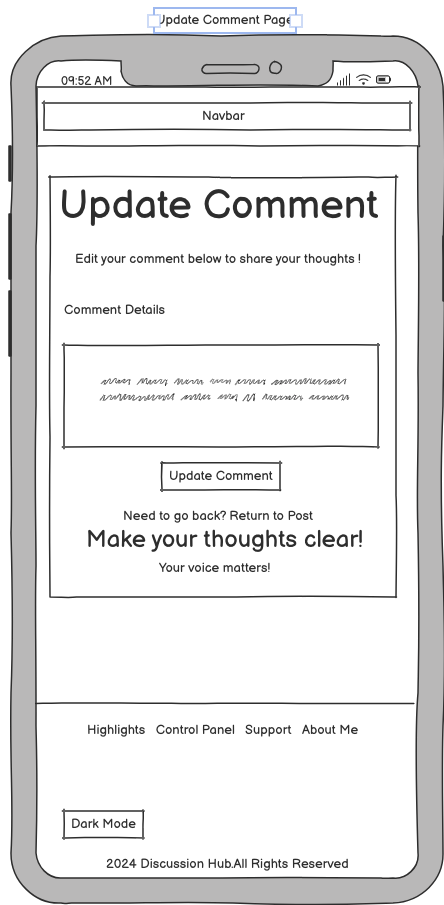 Update Comment Page
09:52 AM
Navbar
Update Comment
Edit your comment below to share your thoughts !
Comment Details
Update Comment
Need to go back? Return to Post
Make your thoughts clear!
Your voice matters!
Highlights Control Panel Support About Me
Dark Mode
2024 Discussion Hub.All Rights Reserved